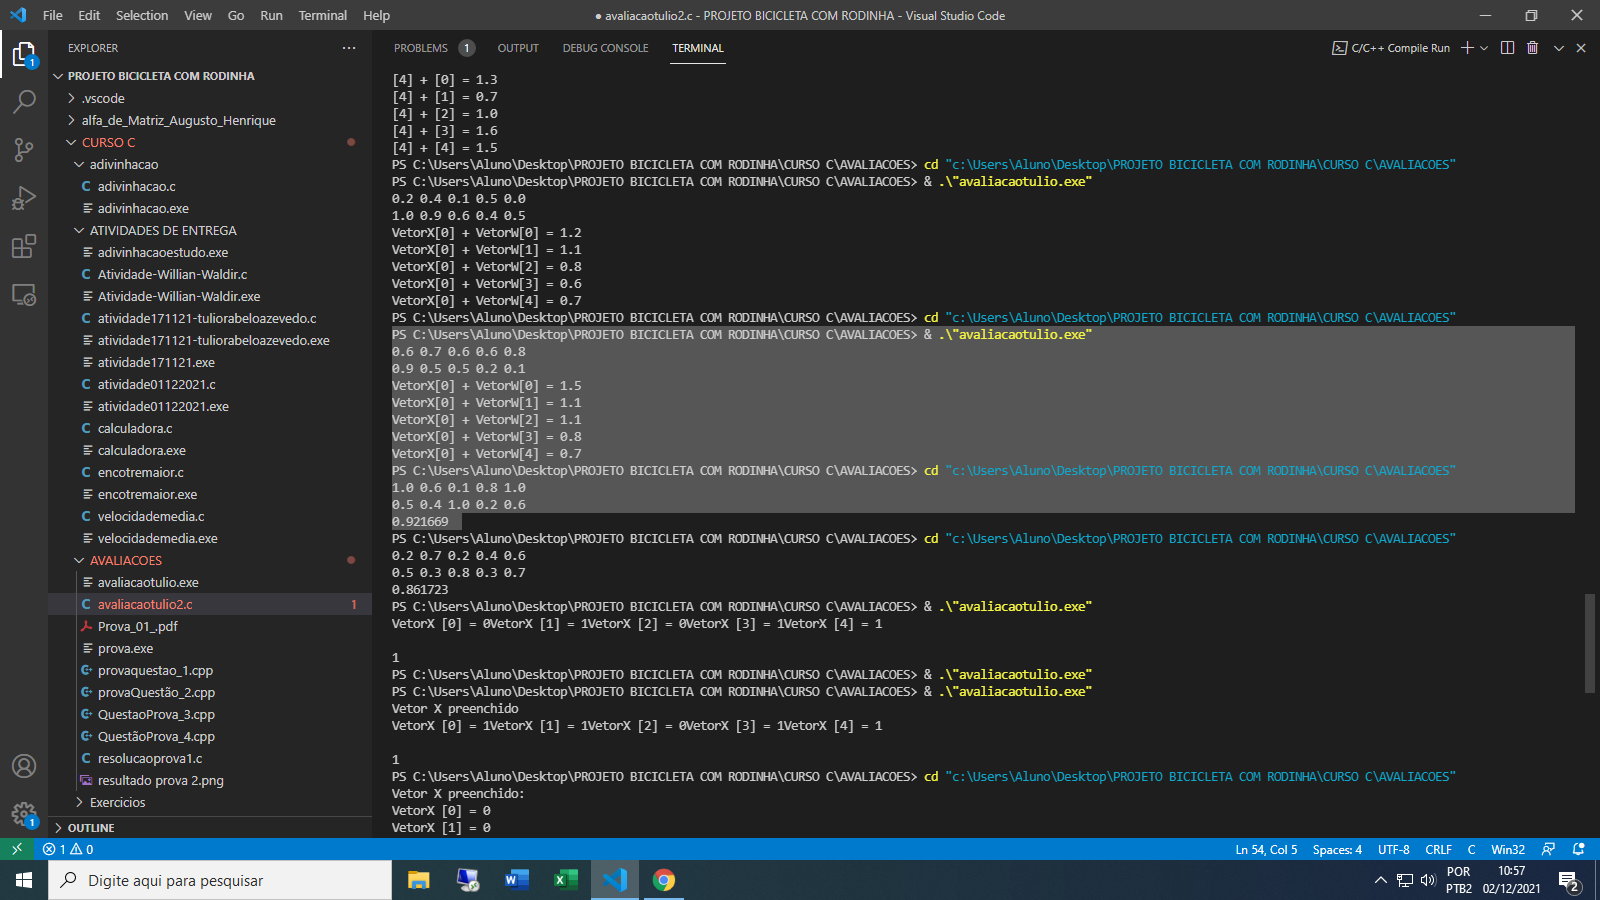 File Edit Selection View Go Run Terminal Help
● avaliacaotulio2.c - PROJETO BICICLETA COM RODINHA - Visual Studio Code
EXPLORER
PROJETO BICICLETA COM RODINHA
.vscode
alfa_de_Matriz_Augusto_Henrique
CURSO C
adivinhacao
C adivinhacao.c
adivinhacao.exe
ATIVIDADES DE ENTREGA
adivinhacaoestudo.exe
C Atividade-Willian-Waldir.c
Atividade-Willian-Waldir.exe
C atividade171121-tuliorabeloazevedo.c
atividade171121-tuliorabeloazevedo.exe
atividade171121.exe
C atividade01122021.c
atividade01122021.exe
C calculadora.c
calculadora.exe
C encotremaior.c
encotremaior.exe
C velocidademedia.c
velocidademedia.exe
AVALIACOES
avaliacaotulio.exe
C avaliacaotulio2.c 1
Prova_01_.pdf
prova.exe
provaquestao_1.cpp
provaQuestão_2.cpp
QuestaoProva_3.cpp
QuestãoProva_4.cpp
C resolucaoprova1.c
resultado prova 2.png
Exercicios
OUTLINE
PROBLEMS 1 OUTPUT DEBUG CONSOLE TERMINAL
C/C++ Compile Run
[4] + [0] = 1.3
[4] + [1] = 0.7
[4] + [2] = 1.0
[4] + [3] = 1.6
[4] + [4] = 1.5
PS C:\Users\Aluno\Desktop\PROJETO BICICLETA COM RODINHA\CURSO C\AVALIACOES> cd "c:\Users\Aluno\Desktop\PROJETO BICICLETA COM RODINHA\CURSO C\AVALIACOES"
PS C:\Users\Aluno\Desktop\PROJETO BICICLETA COM RODINHA\CURSO C\AVALIACOES> & .\"avaliacaotulio.exe"
0.2 0.4 0.1 0.5 0.0
1.0 0.9 0.6 0.4 0.5
VetorX[0] + VetorW[0] = 1.2
VetorX[0] + VetorW[1] = 1.1
VetorX[0] + VetorW[2] = 0.8
VetorX[0] + VetorW[3] = 0.6
VetorX[0] + VetorW[4] = 0.7
PS C:\Users\Aluno\Desktop\PROJETO BICICLETA COM RODINHA\CURSO C\AVALIACOES> cd "c:\Users\Aluno\Desktop\PROJETO BICICLETA COM RODINHA\CURSO C\AVALIACOES"
PS C:\Users\Aluno\Desktop\PROJETO BICICLETA COM RODINHA\CURSO C\AVALIACOES> & .\"avaliacaotulio.exe"
0.6 0.7 0.6 0.6 0.8
0.9 0.5 0.5 0.2 0.1
VetorX[0] + VetorW[0] = 1.5
VetorX[0] + VetorW[1] = 1.1
VetorX[0] + VetorW[2] = 1.1
VetorX[0] + VetorW[3] = 0.8
VetorX[0] + VetorW[4] = 0.7
PS C:\Users\Aluno\Desktop\PROJETO BICICLETA COM RODINHA\CURSO C\AVALIACOES> cd "c:\Users\Aluno\Desktop\PROJETO BICICLETA COM RODINHA\CURSO C\AVALIACOES"
1.0 0.6 0.1 0.8 1.0
0.5 0.4 1.0 0.2 0.6
0.921669
PS C:\Users\Aluno\Desktop\PROJETO BICICLETA COM RODINHA\CURSO C\AVALIACOES> cd "c:\Users\Aluno\Desktop\PROJETO BICICLETA COM RODINHA\CURSO C\AVALIACOES"
0.2 0.7 0.2 0.4 0.6
0.5 0.3 0.8 0.3 0.7
0.861723
PS C:\Users\Aluno\Desktop\PROJETO BICICLETA COM RODINHA\CURSO C\AVALIACOES> & .\"avaliacaotulio.exe"
VetorX [0] = 0VetorX [1] = 1VetorX [2] = 0VetorX [3] = 1VetorX [4] = 1
1
PS C:\Users\Aluno\Desktop\PROJETO BICICLETA COM RODINHA\CURSO C\AVALIACOES> & .\"avaliacaotulio.exe"
PS C:\Users\Aluno\Desktop\PROJETO BICICLETA COM RODINHA\CURSO C\AVALIACOES> & .\"avaliacaotulio.exe"
Vetor X preenchido
VetorX [0] = 1VetorX [1] = 1VetorX [2] = 0VetorX [3] = 1VetorX [4] = 1
1
PS C:\Users\Aluno\Desktop\PROJETO BICICLETA COM RODINHA\CURSO C\AVALIACOES> cd "c:\Users\Aluno\Desktop\PROJETO BICICLETA COM RODINHA\CURSO C\AVALIACOES"
Vetor X preenchido:
VetorX [0] = 0
VetorX [1] = 0
1 0
Ln 54, Col 5 Spaces: 4 UTF-8 CRLF C Win32
Digite aqui para pesquisar
POR
PTB2
10:57
02/12/2021
2